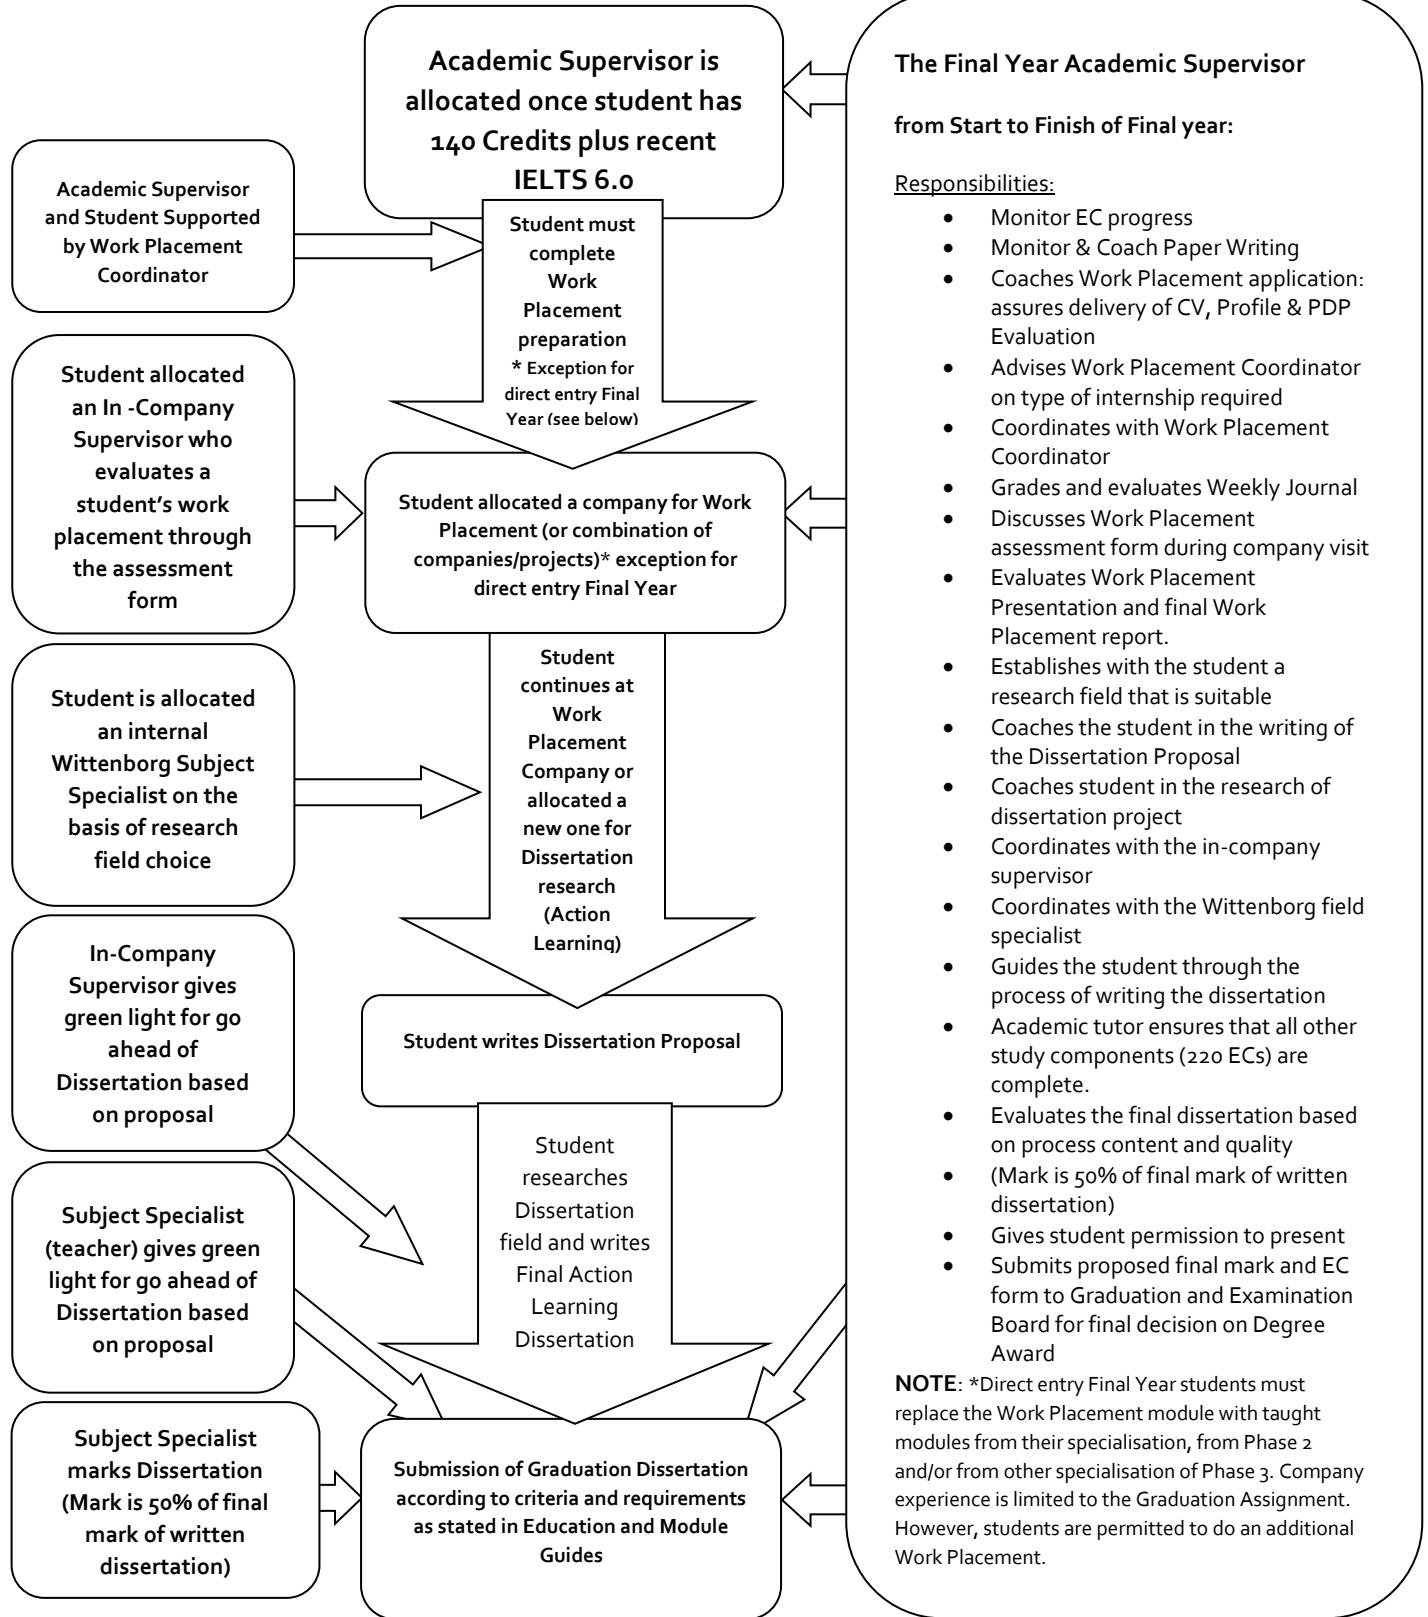 Academic Supervisor is
allocated once student has
140 Credits plus recent
IELTS 6.0
Academic Supervisor
and Student Supported
by Work Placement
Coordinator
Student must
complete
Work
Placement
preparation
* Exception for
direct entry Final
Year (see below)
Student allocated
an In -Company
Supervisor who
evaluates a
student’s work
placement through
the assessment
form
Student allocated a company for Work
Placement (or combination of
companies/projects)* exception for
direct entry Final Year
Student is allocated
an internal
Wittenborg Subject
Specialist on the
basis of research
field choice
Student
continues at
Work
Placement
Company or
allocated a
new one for
Dissertation
research
(Action
Learning)
In-Company
Supervisor gives
green light for go
ahead of
Dissertation based
on proposal
Student writes Dissertation Proposal
Subject Specialist
(teacher) gives green
light for go ahead of
Dissertation based
on proposal
Student
researches
Dissertation
field and writes
Final Action
Learning
Dissertation
Subject Specialist
marks Dissertation
(Mark is 50% of final
mark of written
dissertation)
Submission of Graduation Dissertation
according to criteria and requirements
as stated in Education and Module
Guides
The Final Year Academic Supervisor
from Start to Finish of Final year:
Responsibilities:
• Monitor EC progress
• Monitor & Coach Paper Writing
• Coaches Work Placement application:
assures delivery of CV, Profile & PDP
Evaluation
• Advises Work Placement Coordinator
on type of internship required
• Coordinates with Work Placement
Coordinator
• Grades and evaluates Weekly Journal
• Discusses Work Placement
assessment form during company visit
• Evaluates Work Placement
Presentation and final Work
Placement report.
• Establishes with the student a
research field that is suitable
• Coaches the student in the writing of
the Dissertation Proposal
• Coaches student in the research of
dissertation project
• Coordinates with the in-company
supervisor
• Coordinates with the Wittenborg field
specialist
• Guides the student through the
process of writing the dissertation
• Academic tutor ensures that all other
study components (220 ECs) are
complete.
• Evaluates the final dissertation based
on process content and quality
• (Mark is 50% of final mark of written
dissertation)
• Gives student permission to present
• Submits proposed final mark and EC
form to Graduation and Examination
Board for final decision on Degree
Award
NOTE: *Direct entry Final Year students must
replace the Work Placement module with taught
modules from their specialisation, from Phase 2
and/or from other specialisation of Phase 3. Company
experience is limited to the Graduation Assignment.
However, students are permitted to do an additional
Work Placement.